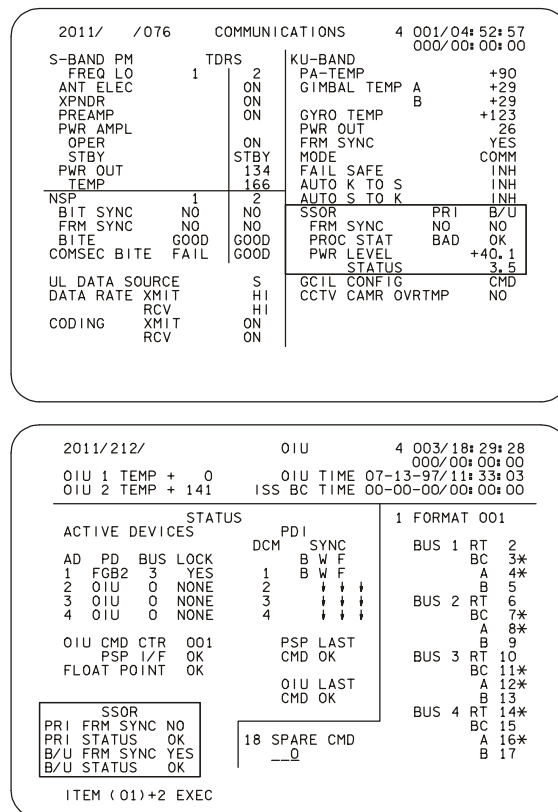 2011/ /076 COMMUNICATIONS 4 001/04:52:57
000/00:00:00
S-BAND PM TDRS KU-BAND
FREQ LO 1 2 PA-TEMP +90
ANT ELEC ON GIMBAL TEMP A +29
XPNDR ON B +29
PREAMP ON GYRO TEMP +123
PWR AMPL PWR OUT 26
OPER ON FRM SYNC YES
STBY STBY MODE COMM
PWR OUT 134 FAIL SAFE INH
TEMP 166 AUTO K TO S INH
NSP 1 2 AUTO S TO K INH
BIT SYNC NO NO SSOR PRI B/U
FRM SYNC NO NO FRM SYNC NO NO
BITE GOOD GOOD PROC STAT BAD OK
COMSEC BITE FAIL GOOD PWR LEVEL +40.1
STATUS 3.5
UL DATA SOURCE S GCIL CONFIG CMD
DATA RATE XMIT HI CCTV CAMR OVRTMP NO
RCV HI
CODING XMIT ON
RCV ON
2011/212/ OIU 4 003/18:29:28
000/00:00:00
OIU 1 TEMP + 0 OIU TIME 07-13-97/11:33:03
OIU 2 TEMP + 141 ISS BC TIME 00-00-00/00:00:00
STATUS 1 FORMAT 001
ACTIVE DEVICES PDI
DCM SYNC BUS 1 RT 2
AD PD BUS LOCK B W F BC 3*
1 FGB2 3 YES 1 B W F A 4*
2 OIU 0 NONE 2 ↓ ↓ ↓ B 5
3 OIU 0 NONE 3 ↓ ↓ ↓ BUS 2 RT 6
4 OIU 0 NONE 4 ↓ ↓ ↓ BC 7*
A 8*
OIU CMD CTR 001 PSP LAST B 9
PSP I/F OK CMD OK BUS 3 RT 10
FLOAT POINT OK BC 11*
OIU LAST A 12*
CMD OK B 13
SSOR BUS 4 RT 14*
PRI FRM SYNC NO BC 15
PRI STATUS OK 18 SPARE CMD A 16*
B/U FRM SYNC YES __0 B 17
B/U STATUS OK
ITEM (01)+2 EXEC